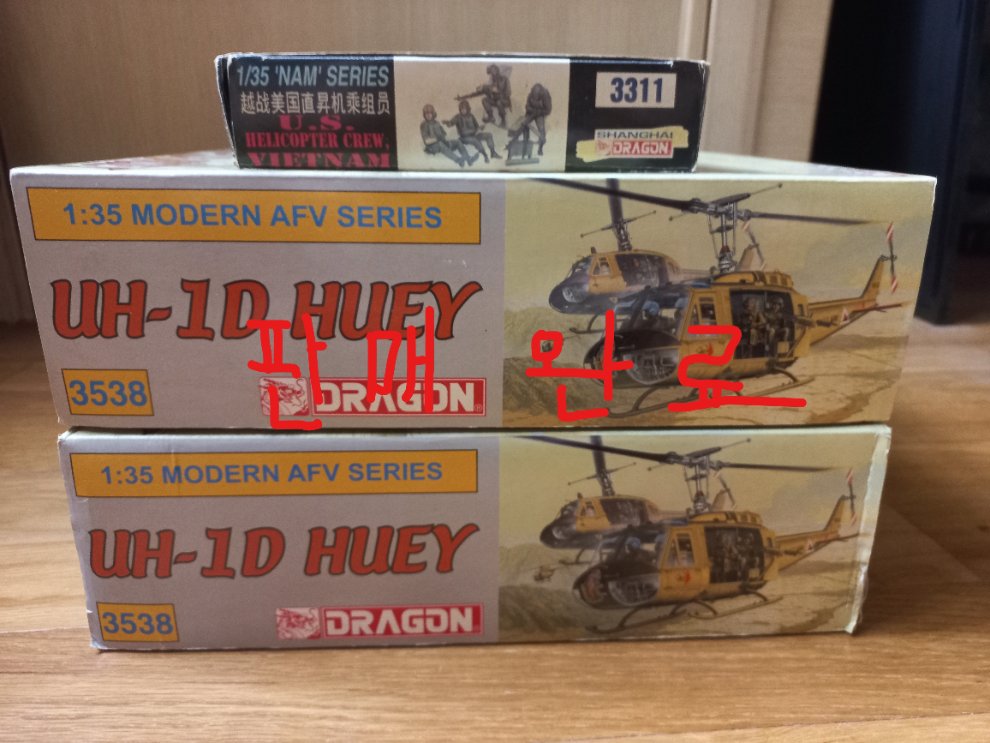 1/35 'NAM' SERIES
越战美国直昇机乘组员
U.S.
HELICOPTER CREW,
VIETNAM
3311
SHANGHAI
DRAGON
1:35 MODERN AFV SERIES
UH-1D HUEY
판매 완료
3538
DRAGON
1:35 MODERN AFV SERIES
UH-1D HUEY
3538
DRAGON